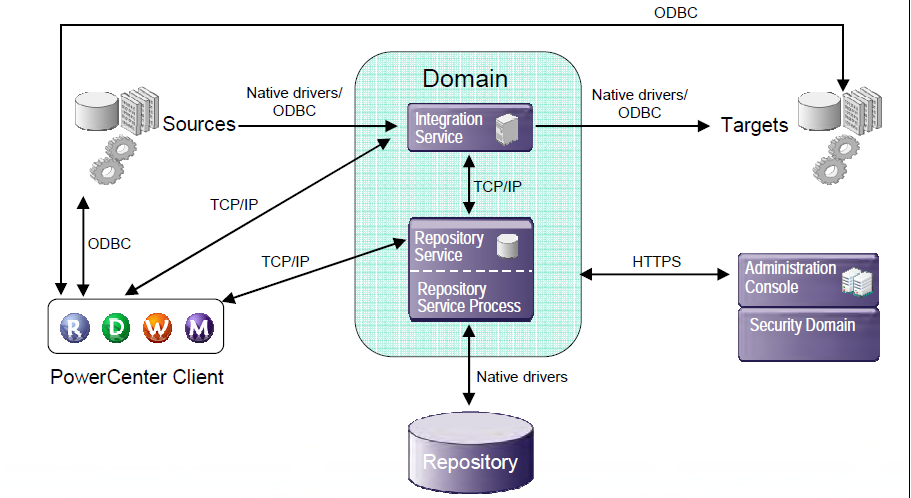 ODBC
Domain
Native drivers/
ODBC
Native drivers/
ODBC
Sources
Integration
Service
Targets
TCP/IP
TCP/IP
ODBC
TCP/IP
Repository
Service
Repository
Service Process
HTTPS
Administration
Console
Security Domain
R D W M
PowerCenter Client
Native drivers
Repository